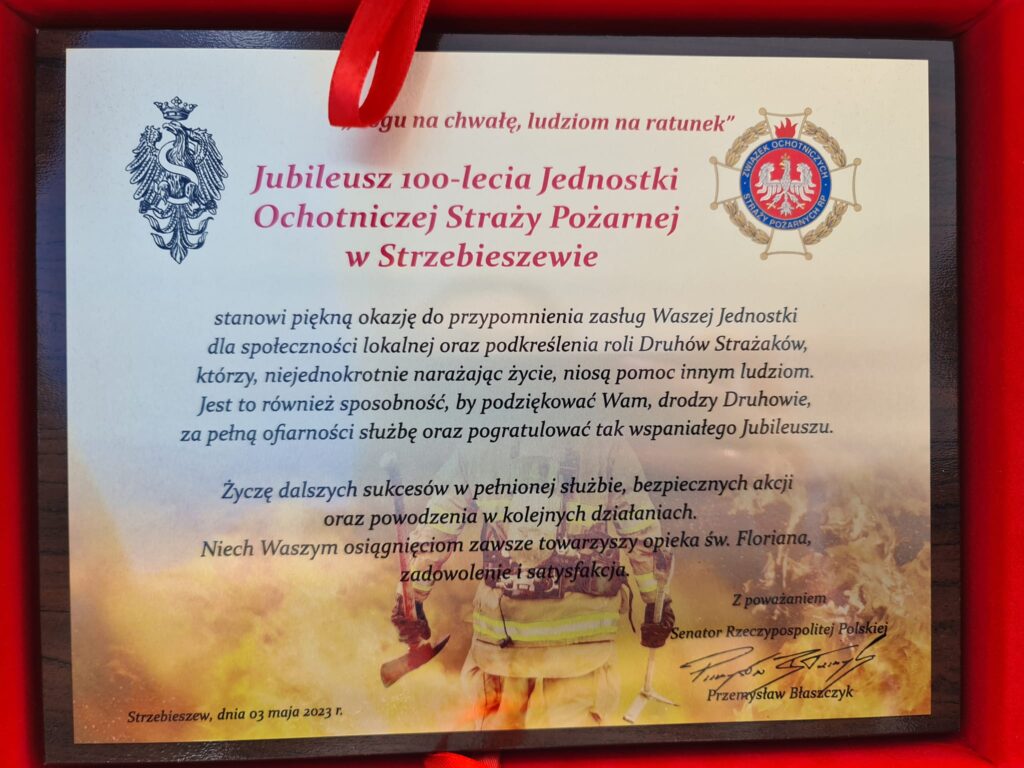 na chwałę, ludziom na ratunek”
Jubileusz 100-lecia Jednostki
Ochotniczej Straży Pożarnej
w Strzebieszewie
ZWIĄZEK OCHOTNICZYCH
STRAŻY POŻARNYCH RP
stanowi piękną okazję do przypomnienia zasług Waszej Jednostki
dla społeczności lokalnej oraz podkreślenia roli Druhów Strażaków,
którzy, niejednokrotnie narażając życie, niosą pomoc innym ludziom.
Jest to również sposobność, by podziękować Wam, drodzy Druhowie,
za pełną ofiarności służbę oraz pogratulować tak wspaniałego Jubileuszu.
Życzę dalszych sukcesów w pełnionej służbie, bezpiecznych akcji
oraz powodzenia w kolejnych działaniach.
Niech Waszym osiągnięciom zawsze towarzyszy opieka św. Floriana,
zadowolenie i satysfakcja.
Z poważaniem
Senator Rzeczypospolitej Polskiej
Przemysław Błaszczyk
Strzebieszew, dnia 03 maja 2023 r.